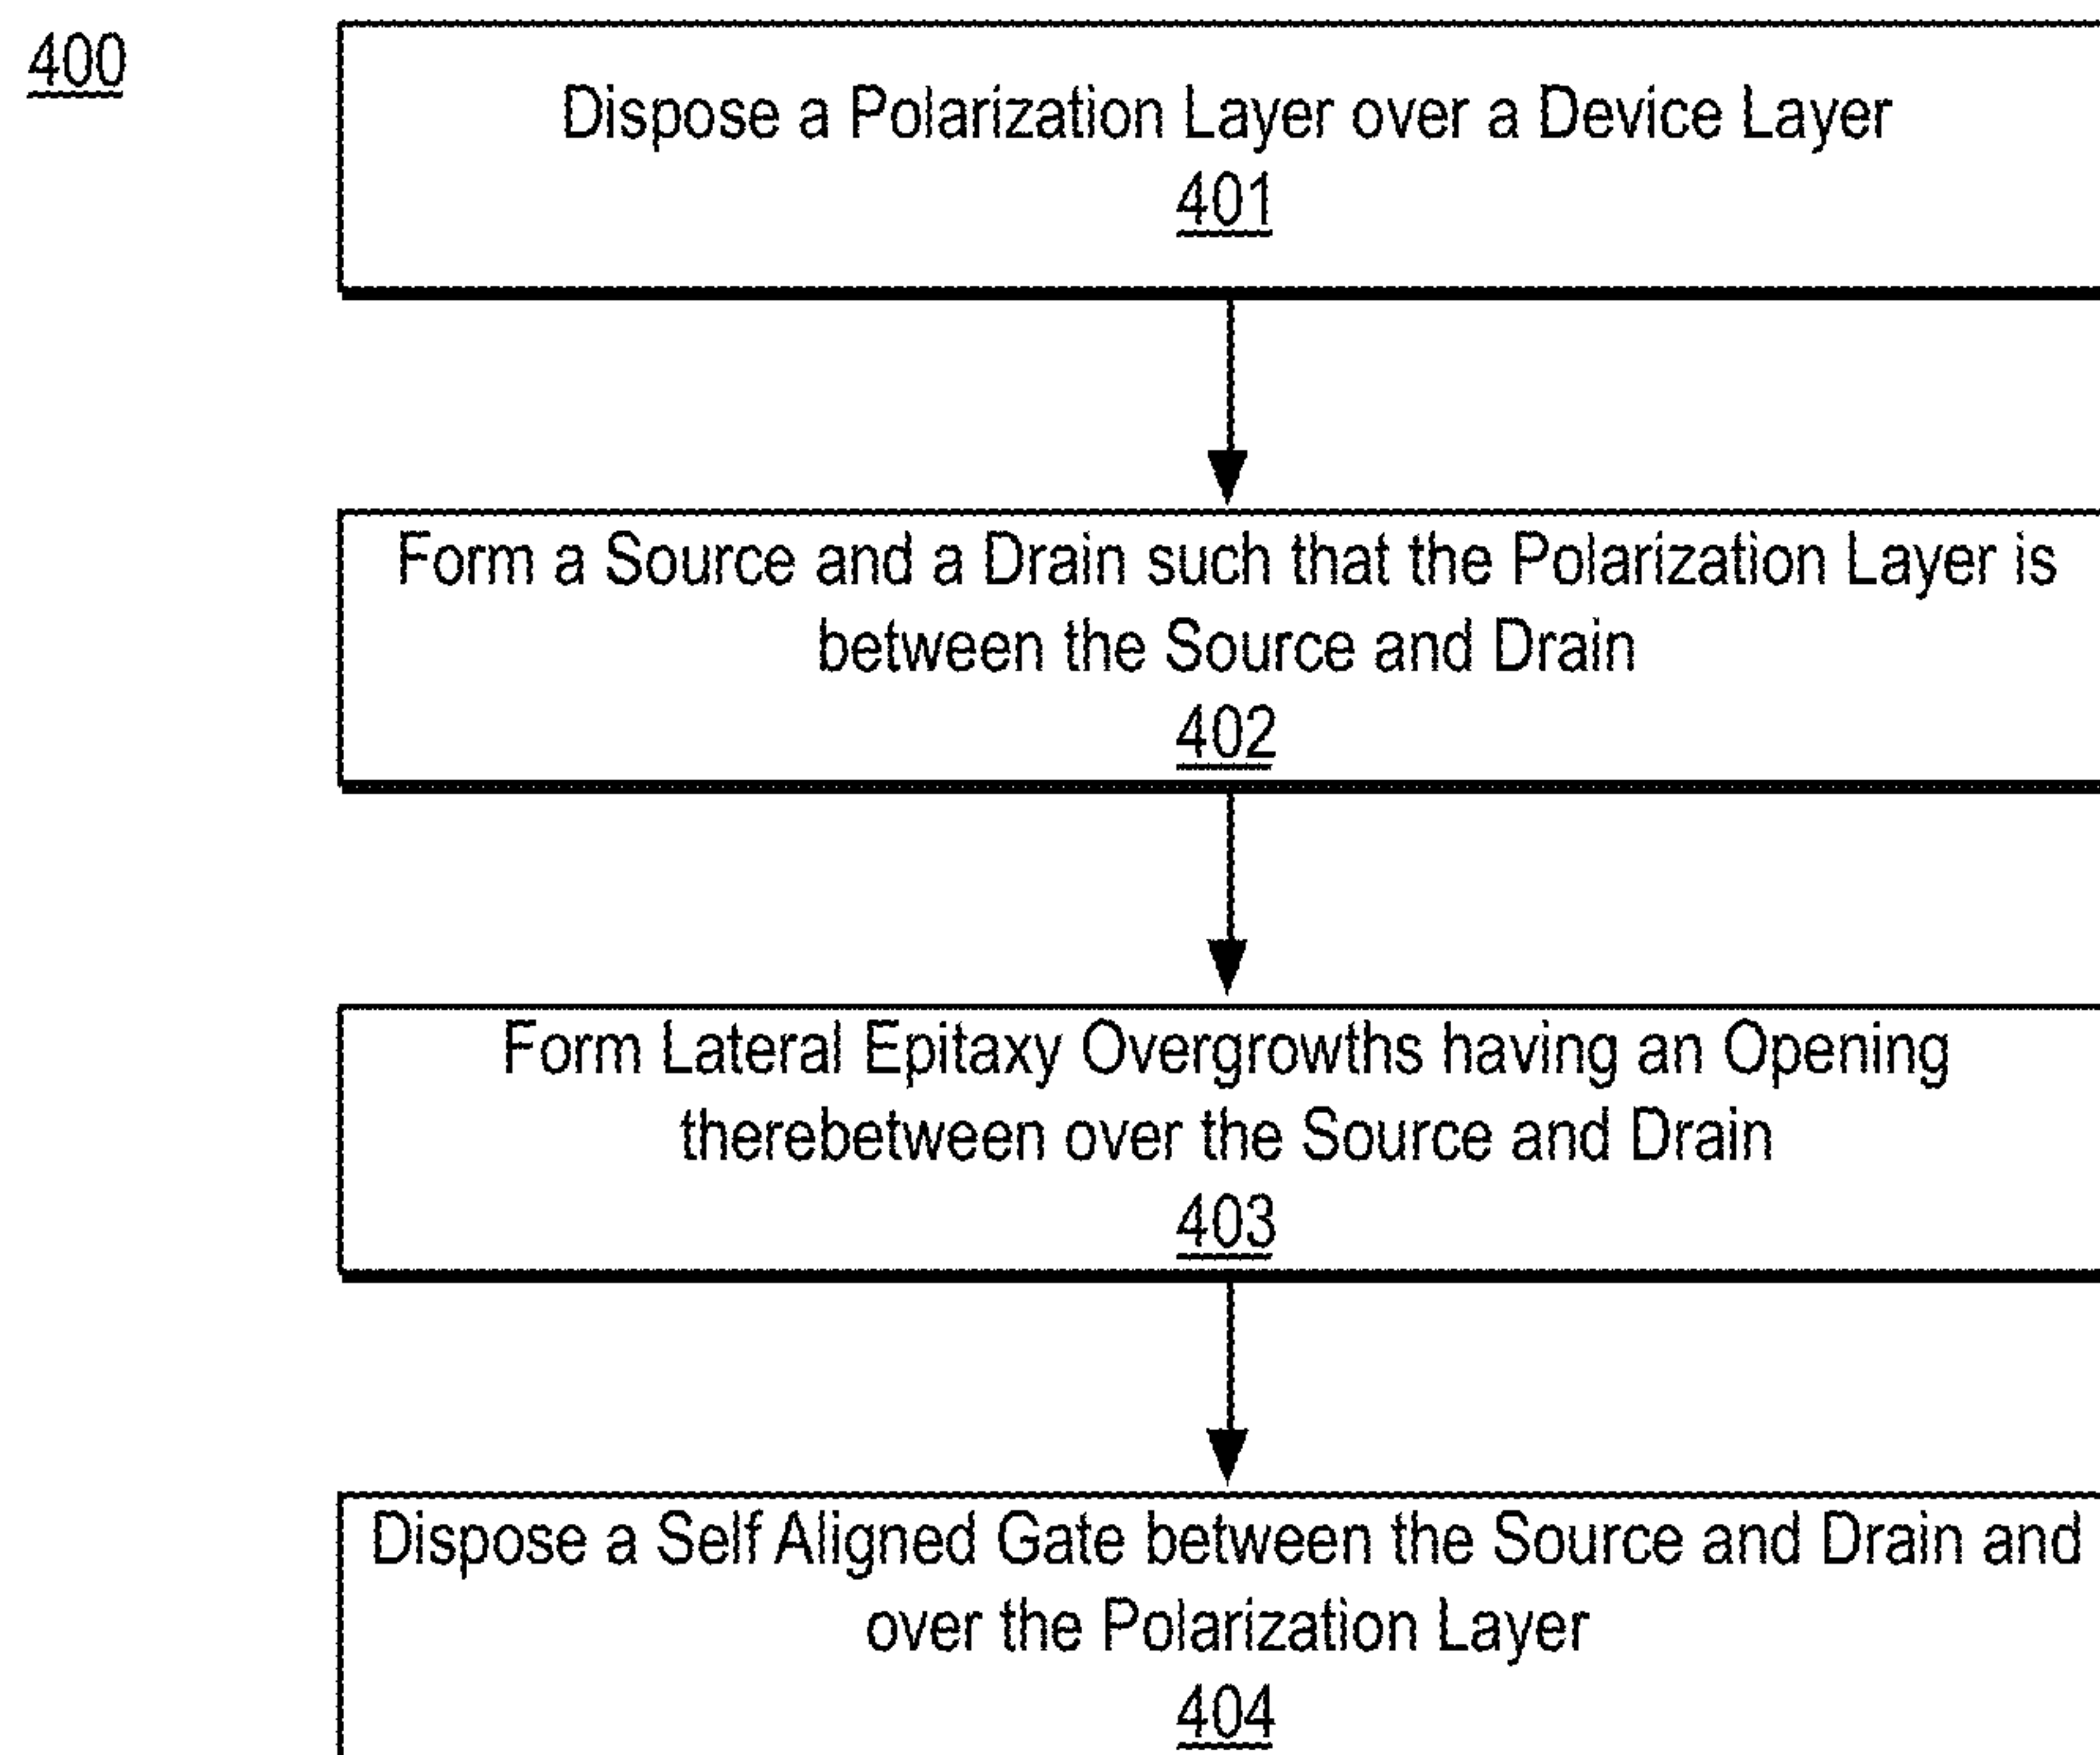 400
Dispose a Polarization Layer over a Device Layer
401
Form a Source and a Drain such that the Polarization Layer is
between the Source and Drain
402
Form Lateral Epitaxy Overgrowths having an Opening
therebetween over the Source and Drain
403
Dispose a Self Aligned Gate between the Source and Drain and
over the Polarization Layer
404